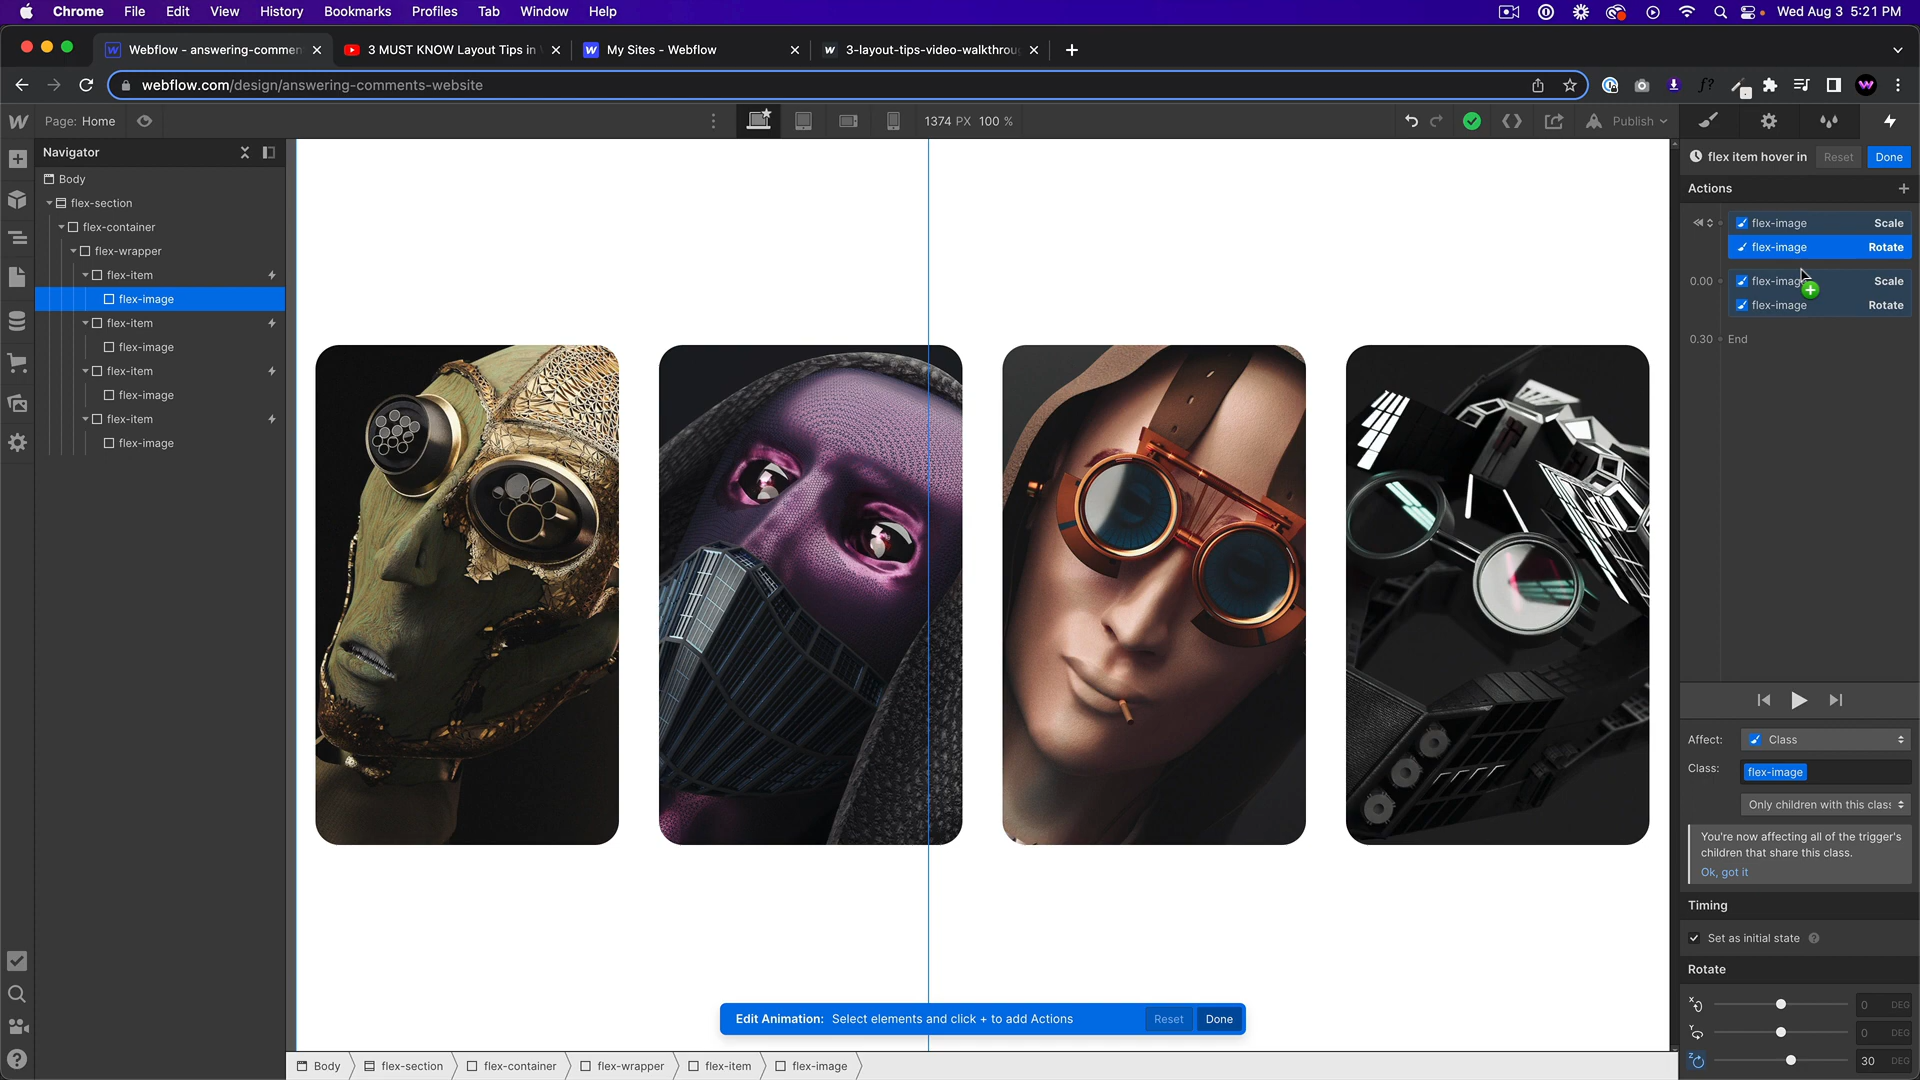 Chrome File Edit View History Bookmarks Profiles Tab Window Help
Wed Aug 3 5:21 PM
Webflow - answering-commen
3 MUST KNOW Layout Tips in
My Sites - Webflow
3-layout-tips-video-walkthrou
webflow.com/design/answering-comments-website
f?
Page: Home
1374 PX 100 %
Publish
Navigator
Body
flex-section
flex-container
flex-wrapper
flex-item
flex-image
flex-item
flex-image
flex-item
flex-image
flex-item
flex-image
flex item hover in
Reset
Done
Actions
flex-image Scale
flex-image Rotate
0.00 flex-image Scale
flex-image Rotate
0.30 End
Affect: Class
Class: flex-image
Only children with this class
You're now affecting all of the trigger's
children that share this class.
Ok, got it
Timing
Set as initial state
Rotate
X 0 DEG
Y 0 DEG
Z 30 DEG
Edit Animation: Select elements and click + to add Actions
Reset
Done
Body flex-section flex-container flex-wrapper flex-item flex-image